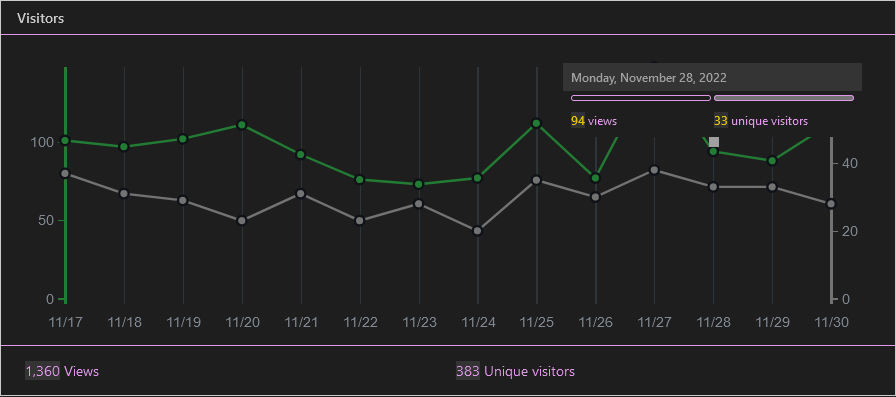 Visitors
Monday, November 28, 2022
94 views 33 unique visitors
100
50
0
40
20
0
11/17 11/18 11/19 11/20 11/21 11/22 11/23 11/24 11/25 11/26 11/27 11/28 11/29 11/30
1,360 Views 383 Unique visitors